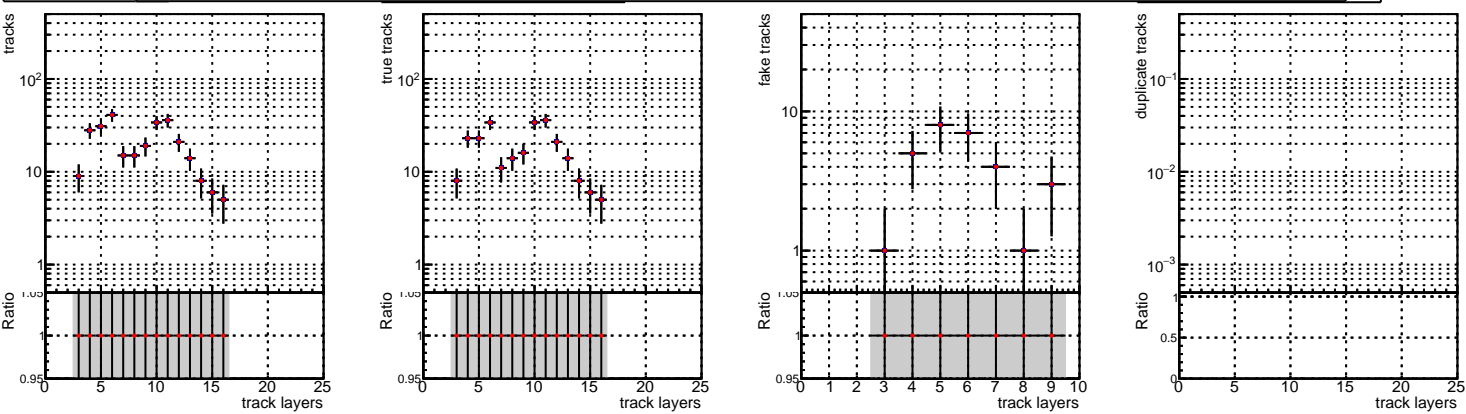 tracks
10²
10
1
Ratio
1.05
1
0.95
0 5 10 15 20 25
track layers
true tracks
10²
10
1
Ratio
1.05
1
0.95
0 5 10 15 20 25
track layers
fake tracks
10
1
Ratio
1.05
1
0.95
0 1 2 3 4 5 6 7 8 9 10
track layers
duplicate tracks
10⁻¹
10⁻²
10⁻³
Ratio
1
0.5
0
0 5 10 15 20 25
track layers